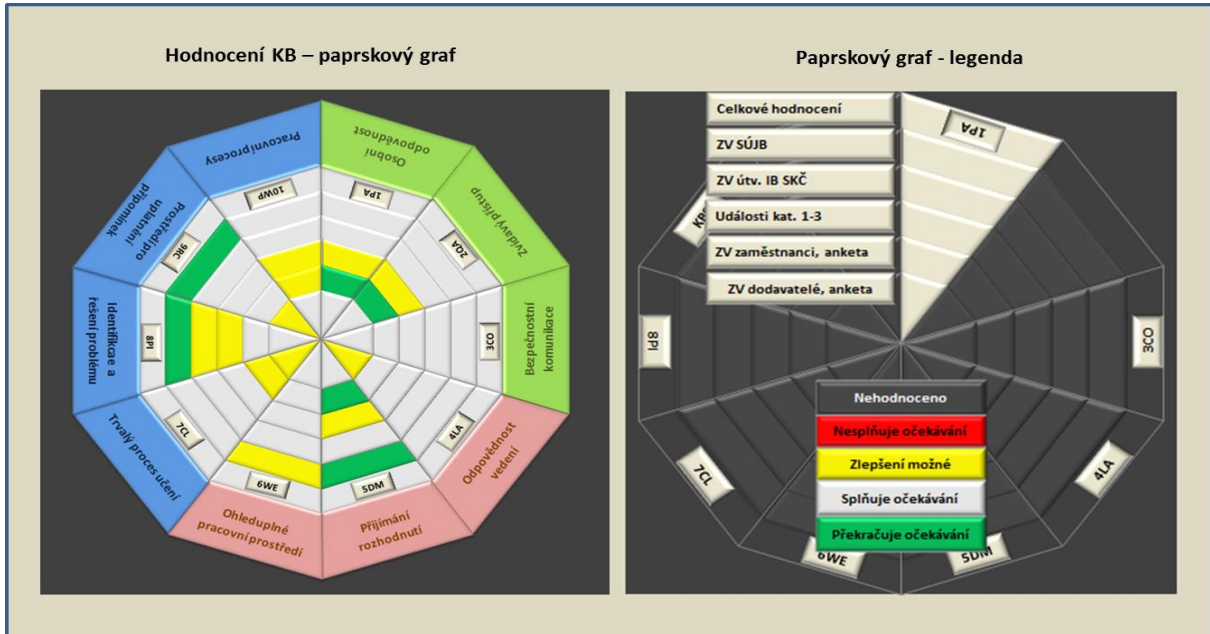 Hodnocení KB – paprskový graf
Pracovní procesy
Osobní
odpovědnost
Zvídavý přístup
Bezpečnostní
komunikace
Odpovědnost
vedení
Přijímání
rozhodnutí
Ohleduplné
pracovní prostředí
Trvalý proces učení
Identifikcae a
řešení problému
Prostředí pro
uplatnění
připomínek
10WP
1PA
2QA
3CO
4LA
5DM
6WE
7CL
8PI
9RC
Paprskový graf - legenda
Celkové hodnocení
ZV SÚJB
ZV útv. IB SKČ
Události kat. 1-3
ZV zaměstnanci, anketa
ZV dodavatelé, anketa
1PA
3CO
4LA
5DM
6WE
7CL
8PI
Nehodnoceno
Nesplňuje očekávání
Zlepšení možné
Splňuje očekávání
Překračuje očekávání